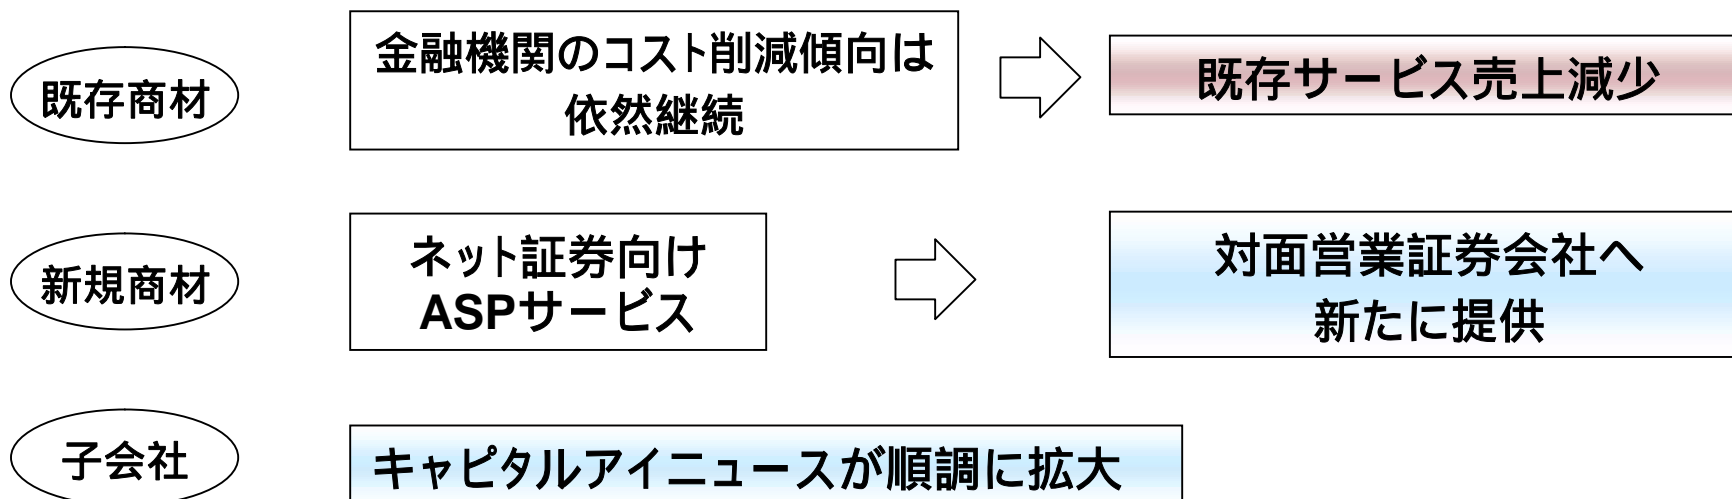 既存商材
金融機関のコスト削減傾向は
依然継続
既存サービス売上減少
新規商材
ネット証券向け
ASPサービス
対面営業証券会社へ
新たに提供
子会社
キャピタルアイニュースが順調に拡大